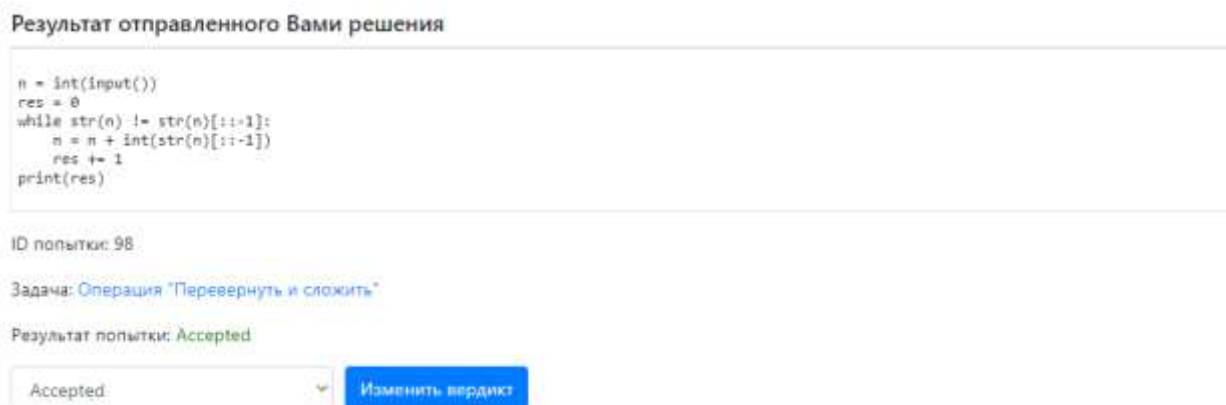 Результат отправленного Вами решения
n = int(input())
res = 0
while str(n) != str(n)[::-1]:
    n = n + int(str(n)[::-1])
    res += 1
print(res)
ID попытки: 98
Задача: Операция "Перевернуть и сложить"
Результат попытки: Accepted
Accepted
Изменить вердикт